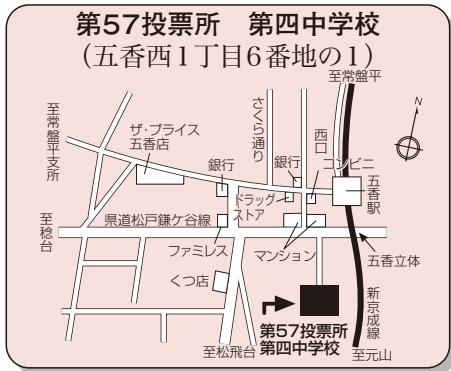 第57投票所　第四中学校
(五香西1丁目6番地の1)
至常盤平
N
至常盤平支所
ザ・プライス
五香店
さくら通り
西口
銀行
銀行
コンビニ
五香駅
ドラッグ
ストア
至稔台
県道松戸鎌ケ谷線
ファミレス
マンション
五香立体
くつ店
新京成線
第57投票所
第四中学校
至松飛台
至元山